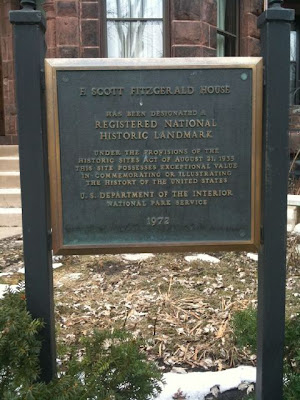 F. SCOTT FITZGERALD HOUSE
HAS BEEN DESIGNATED A
REGISTERED NATIONAL
HISTORIC LANDMARK
UNDER THE PROVISIONS OF THE
HISTORIC SITES ACT OF AUGUST 21, 1935
THIS SITE POSSESSES EXCEPTIONAL VALUE
IN COMMEMORATING OR ILLUSTRATING
THE HISTORY OF THE UNITED STATES
U. S. DEPARTMENT OF THE INTERIOR
NATIONAL PARK SERVICE
1972